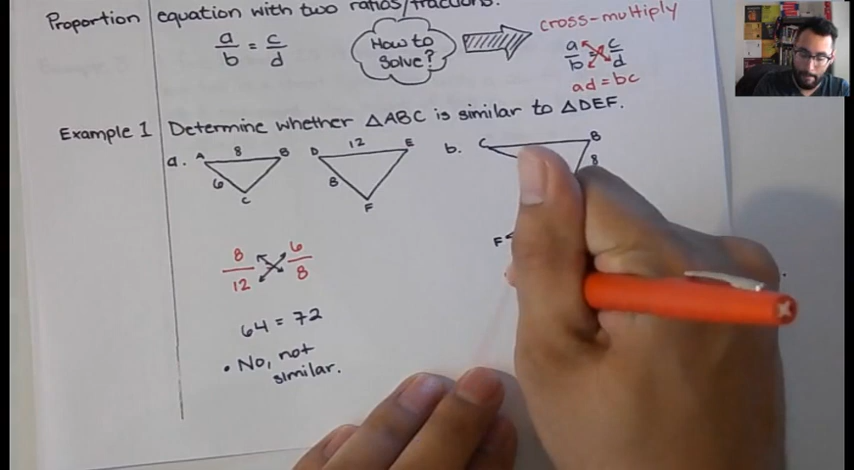 Proportion equation with two ratios/fractions.
a/b = c/d
How to Solve?
cross-multiply
a/b = c/d
ad = bc
Example 1 Determine whether △ABC is similar to △DEF.
a. A 8 B D 12 E
6 8
C F
b. C B
8
F
8/12 6/8
64 = 72
• No, not
similar.